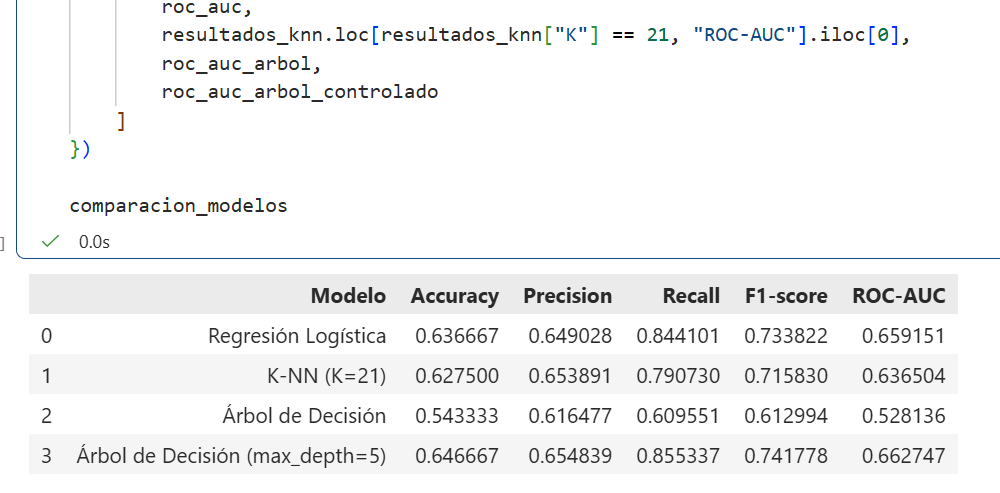 roc_auc,
resultados_knn.loc[resultados_knn["K"] == 21, "ROC-AUC"].iloc[0],
roc_auc_arbol,
roc_auc_arbol_controlado
]
})
comparacion_modelos
] 0.0s
Modelo Accuracy Precision Recall F1-score ROC-AUC
0 Regresión Logística 0.636667 0.649028 0.844101 0.733822 0.659151
1 K-NN (K=21) 0.627500 0.653891 0.790730 0.715830 0.636504
2 Árbol de Decisión 0.543333 0.616477 0.609551 0.612994 0.528136
3 Árbol de Decisión (max_depth=5) 0.646667 0.654839 0.855337 0.741778 0.662747